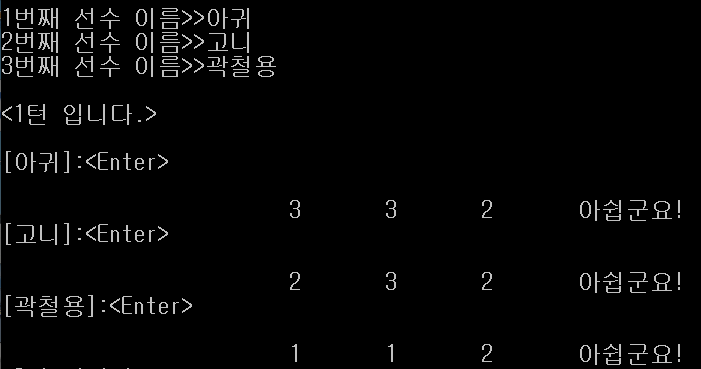 1번째 선수 이름>>아귀
2번째 선수 이름>>고니
3번째 선수 이름>>곽철용
<1턴 입니다.>
[아귀]:<Enter>
3 3 2 아쉽군요!
[고니]:<Enter>
2 3 2 아쉽군요!
[곽철용]:<Enter>
1 1 2 아쉽군요!